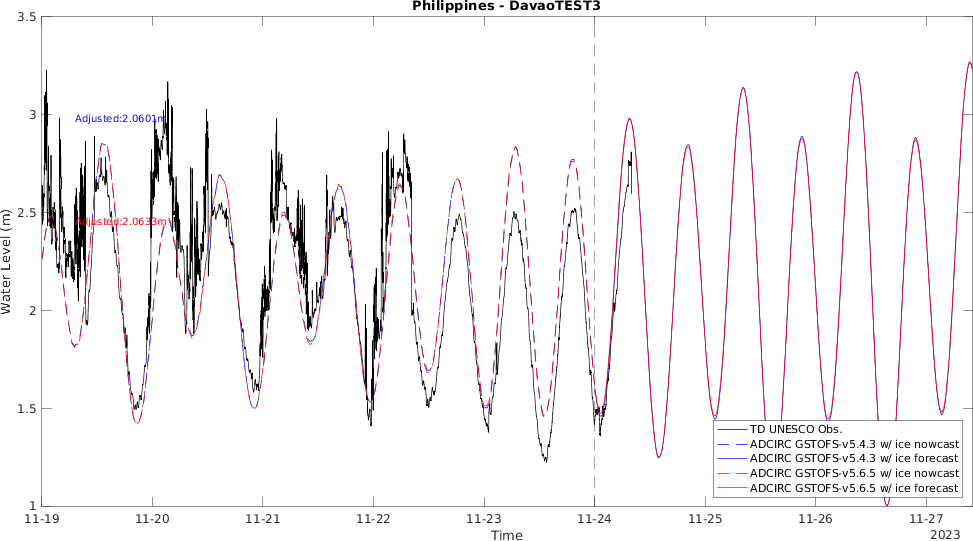 Philippines - DavaoTEST3
3.5
3
2.5
2
1.5
1
Water Level (m)
Adjusted:2.0601m
Adjusted:2.0633m
TD UNESCO Obs.
ADCIRC GSTOFS-v5.4.3 w/ ice nowcast
ADCIRC GSTOFS-v5.4.3 w/ ice forecast
ADCIRC GSTOFS-v5.6.5 w/ ice nowcast
ADCIRC GSTOFS-v5.6.5 w/ ice forecast
11-19 11-20 11-21 11-22 11-23 11-24 11-25 11-26 11-27
Time
2023